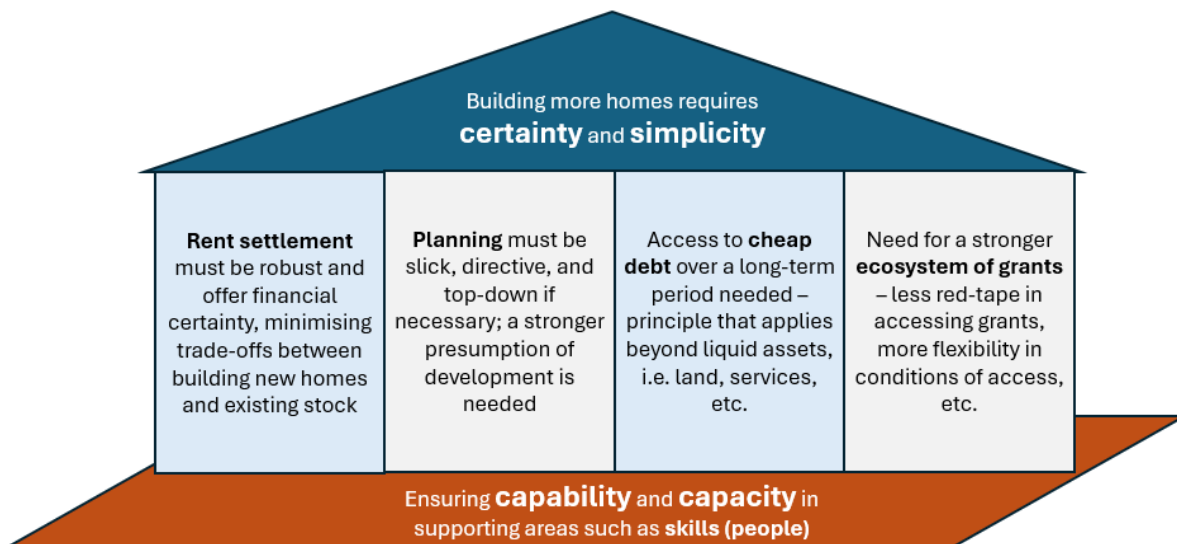 Building more homes requires
certainty and simplicity
Rent settlement
must be robust and
offer financial
certainty, minimising
trade-offs between
building new homes
and existing stock
Planning must be
slick, directive, and
top-down if
necessary; a stronger
presumption of
development is
needed
Access to cheap
debt over a long-term
period needed –
principle that applies
beyond liquid assets,
i.e. land, services,
etc.
Need for a stronger
ecosystem of grants
– less red-tape in
accessing grants,
more flexibility in
conditions of access,
etc.
Ensuring capability and capacity in
supporting areas such as skills (people)